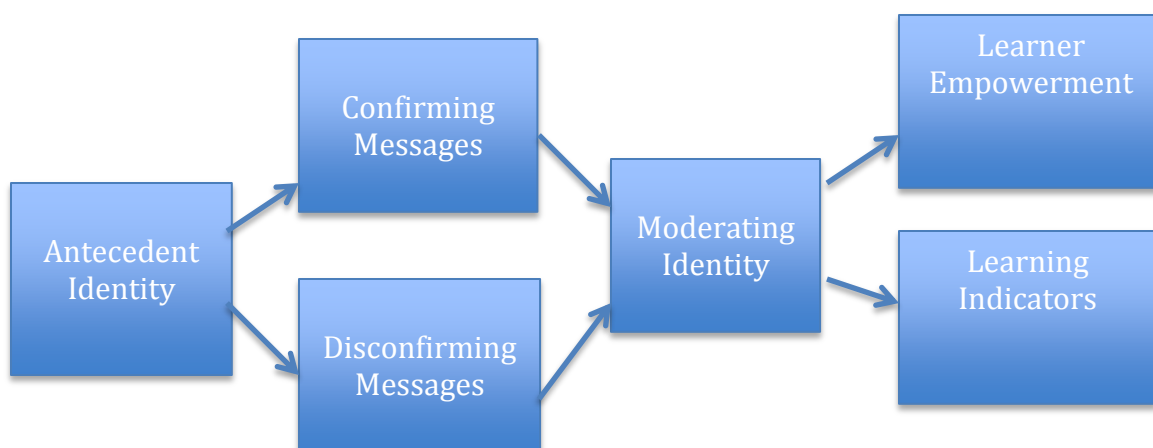 Antecedent
Identity
Confirming
Messages
Disconfirming
Messages
Moderating
Identity
Learner
Empowerment
Learning
Indicators